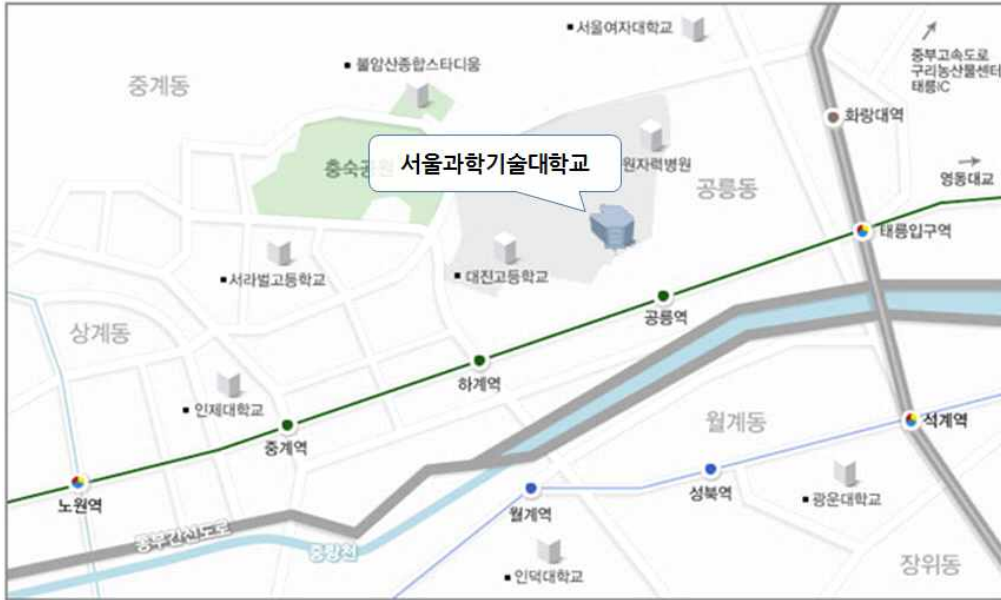 서울여자대학교
중부고속도로
구리농산물센터
태릉IC
불암산종합스타디움
중계동
화랑대역
충숙공원
서울과학기술대학교
원자력병원
공릉동
영동대교
태릉입구역
서라벌고등학교
대진고등학교
공릉역
상계동
하계역
인제대학교
중계역
월계동
석계역
노원역
성북역
월계역
광운대학교
동부간선도로
중랑천
인덕대학교
장위동